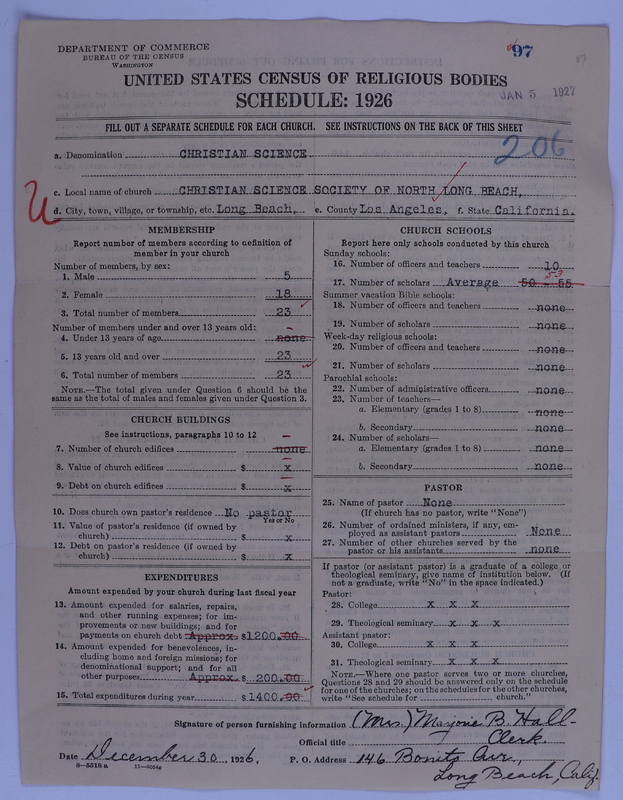 DEPARTMENT OF COMMERCE
BUREAU OF THE CENSUS
WASHINGTON
97
UNITED STATES CENSUS OF RELIGIOUS BODIES
SCHEDULE: 1926
JAN 5 1927
FILL OUT A SEPARATE SCHEDULE FOR EACH CHURCH. SEE INSTRUCTIONS ON THE BACK OF THIS SHEET
206
a. Denomination CHRISTIAN SCIENCE.
c. Local name of church CHRISTIAN SCIENCE SOCIETY OF NORTH LONG BEACH,
d. City, town, village, or township, etc. Long Beach, e. County Los Angeles, f. State California.
MEMBERSHIP
Report number of members according to definition of
member in your church
Number of members, by sex:
1. Male 5
2. Female 18
3. Total number of members 23
Number of members under and over 13 years old:
4. Under 13 years of age none
5. 13 years old and over 23
6. Total number of members 23
NOTE.—The total given under Question 6 should be the
same as the total of males and females given under Question 3.
CHURCH BUILDINGS
See instructions, paragraphs 10 to 12
7. Number of church edifices none
8. Value of church edifices $ x
9. Debt on church edifices $ x
10. Does church own pastor's residence No pastor
Yes or No
11. Value of pastor's residence (if owned by
church) $ x
12. Debt on pastor's residence (if owned by
church) $ x
EXPENDITURES
Amount expended by your church during last fiscal year
13. Amount expended for salaries, repairs,
and other running expenses; for im-
provements or new buildings; and for
payments on church debt Approx. $1200.00
14. Amount expended for benevolences, in-
cluding home and foreign missions; for
denominational support; and for all
other purposes Approx. $ 200.00
15. Total expenditures during year $1400.00
CHURCH SCHOOLS
Report here only schools conducted by this church
Sunday schools:
16. Number of officers and teachers 10
53
17. Number of scholars Average 50 - 55
Summer vacation Bible schools:
18. Number of officers and teachers none
19. Number of scholars none
Week-day religious schools:
20. Number of officers and teachers none
21. Number of scholars none
Parochial schools:
22. Number of administrative officers none
23. Number of teachers—
a. Elementary (grades 1 to 8) none
b. Secondary none
24. Number of scholars—
a. Elementary (grades 1 to 8) none
b. Secondary none
PASTOR
25. Name of pastor None
(If church has no pastor, write "None")
26. Number of ordained ministers, if any, em-
ployed as assistant pastors None
27. Number of other churches served by the
pastor or his assistants none
If pastor (or assistant pastor) is a graduate of a college or
theological seminary, give name of institution below. (If
not a graduate, write "No" in the space indicated.)
Pastor:
28. College x x x
29. Theological seminary x x x
Assistant pastor:
30. College x x x
31. Theological seminary x x x
NOTE.—Where one pastor serves two or more churches,
Questions 28 and 29 should be answered only on the schedule
for one of the churches; on the schedules for the other churches,
write "See schedule for church."
Signature of person furnishing information (Mrs.) Marjorie B. Hall-
Official title Clerk.
Date December 30, 1926. P. O. Address 146 Bonito Ave.,
8—5518 a 11—9054a
Long Beach, Calif.